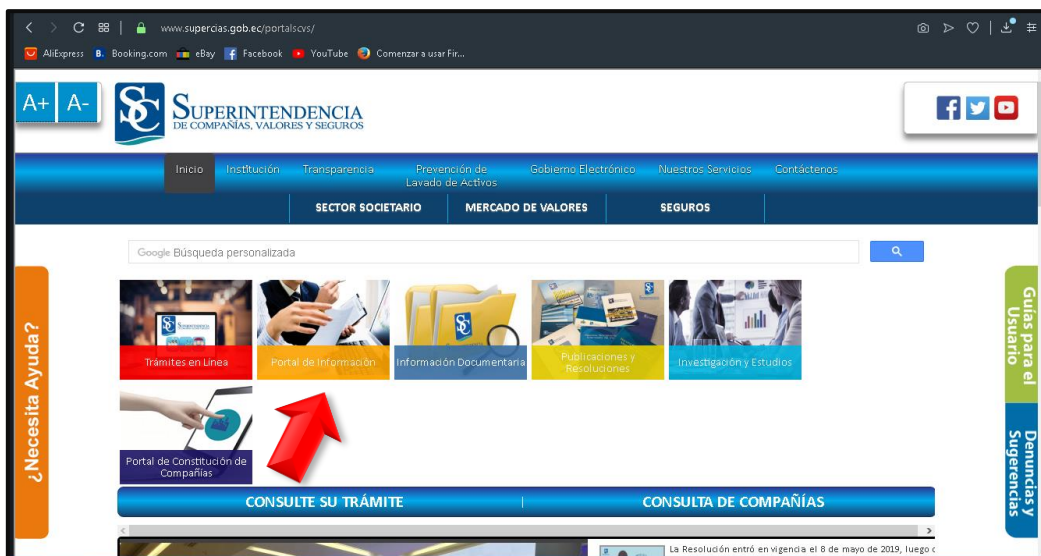 www.supercias.gob.ec/portalscvs/
AliExpress B. Booking.com eBay Facebook YouTube Comenzar a usar Fir...
A+ A-
SC SUPERINTENDENCIA
DE COMPAÑÍAS, VALORES Y SEGUROS
Inicio Institución Transparencia Prevención de Gobierno Electrónico Nuestros Servicios Contáctenos
Lavado de Activos
SECTOR SOCIETARIO MERCADO DE VALORES SEGUROS
Google Búsqueda personalizada
¿Necesita Ayuda?
Trámites en Línea
Portal de Información
Información Documentaria
Publicaciones y
Resoluciones
Investigación y Estudios
Guías para el
Usuario
Portal de Constitución de
Compañías
Denuncias y
Sugerencias
CONSULTE SU TRÁMITE CONSULTA DE COMPAÑÍAS
La Resolución entró en vigencia el 8 de mayo de 2019, luego